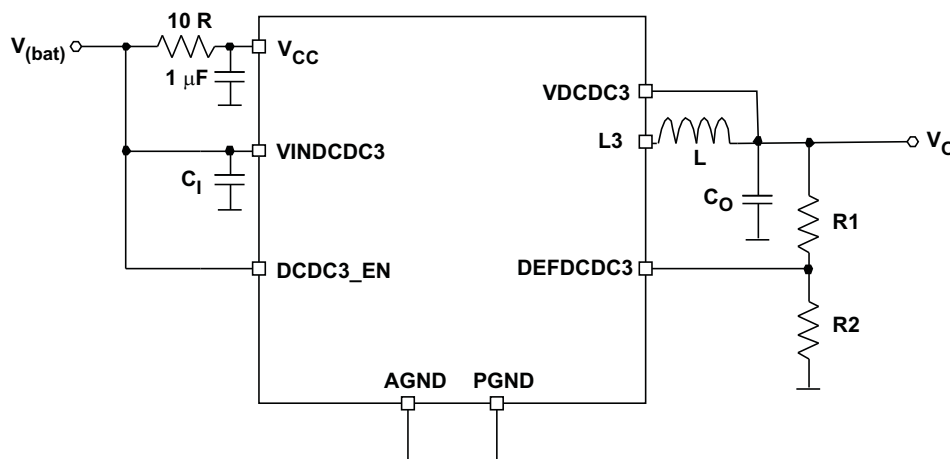 10 R
V(bat)
VCC
1 μF
VDCDC3
L3
L
VO
VINDCDC3
CI
CO
R1
DCDC3_EN
DEFDCDC3
R2
AGND
PGND